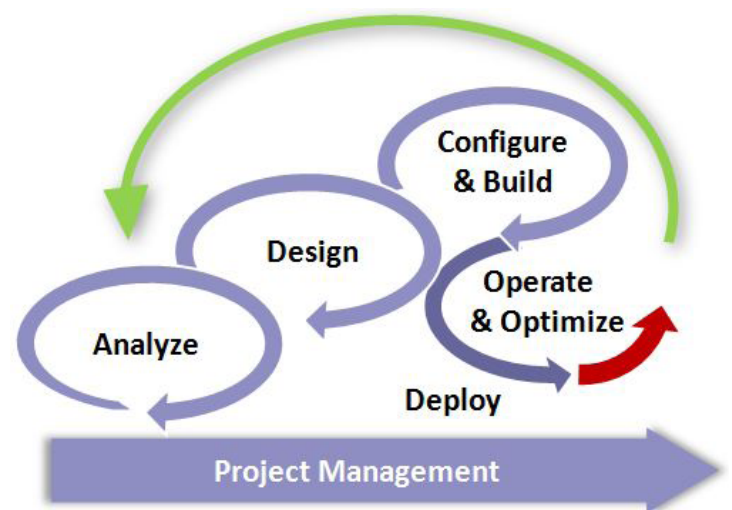 Configure
& Build
Design
Operate
& Optimize
Analyze
Deploy
Project Management